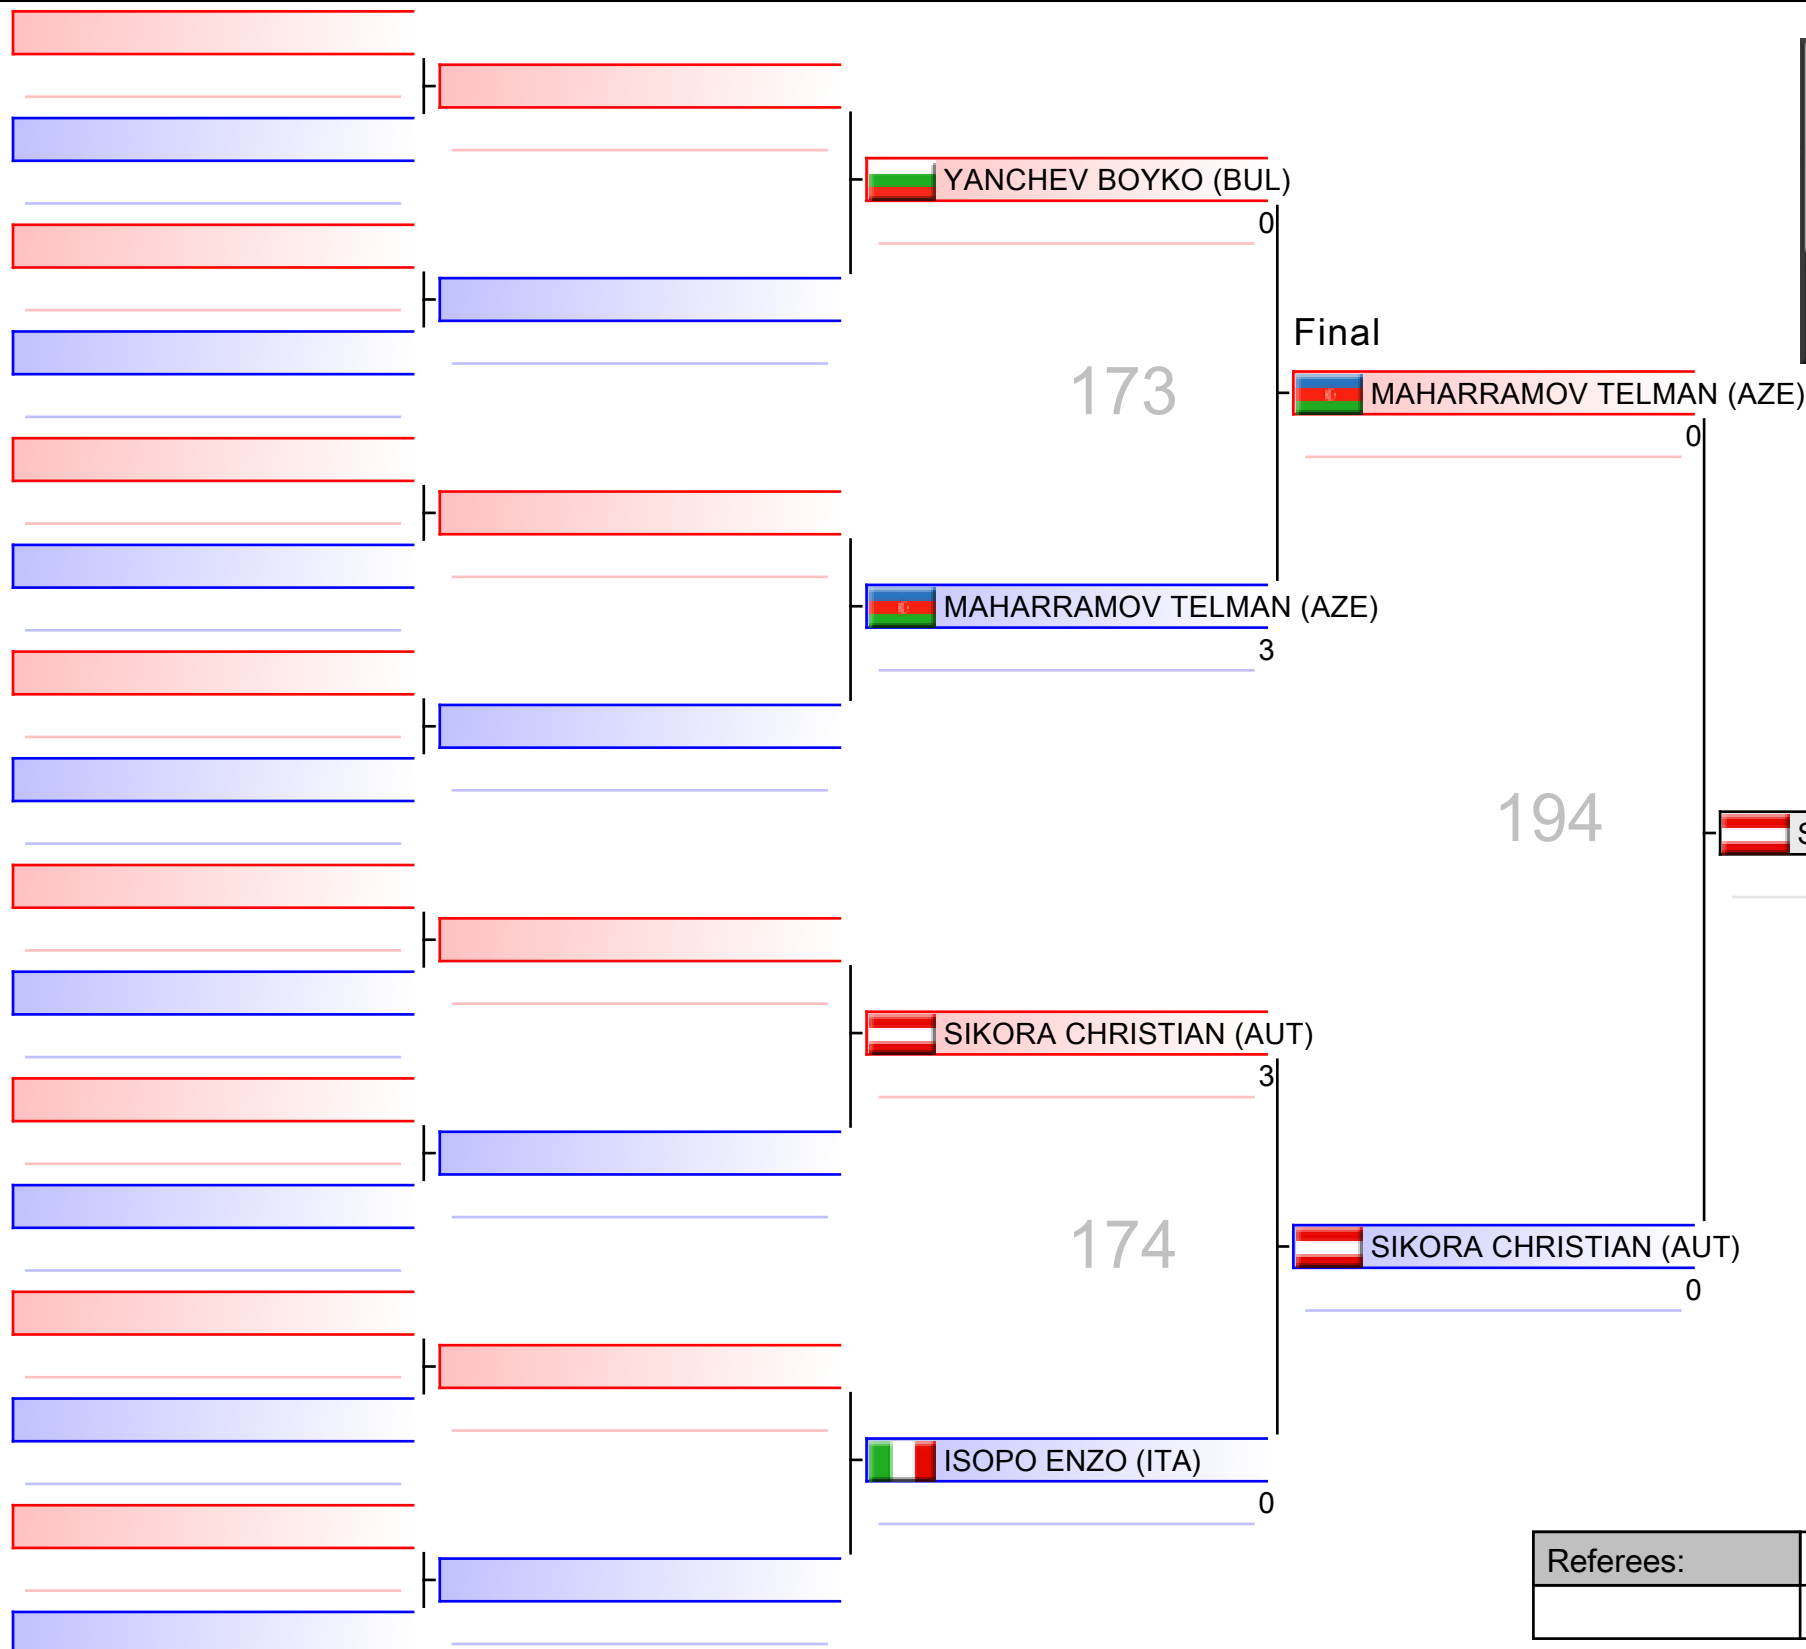 YANCHEV BOYKO (BUL)
0
Final
173
MAHARRAMOV TELMAN (AZE)
0
MAHARRAMOV TELMAN (AZE)
3
194
SIKORA CHRISTIAN (AUT)
3
174
SIKORA CHRISTIAN (AUT)
0
ISOPO ENZO (ITA)
0
Referees: